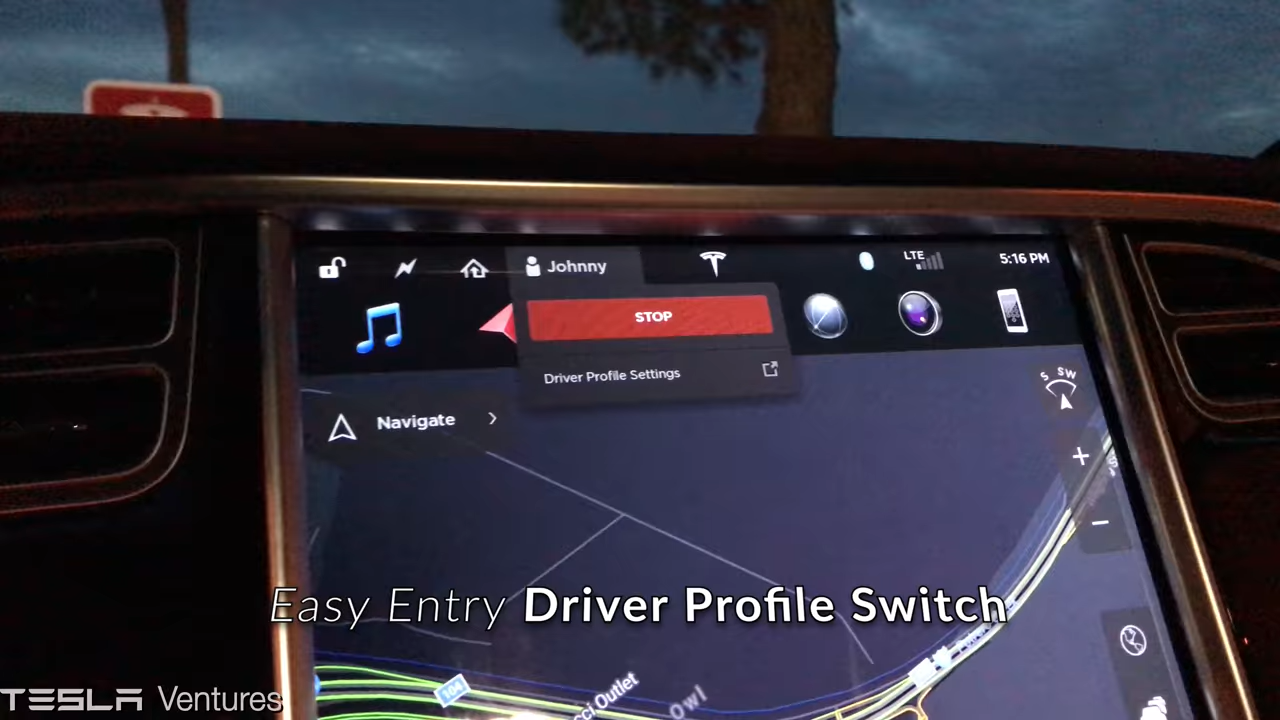 Johnny
LTE
5:16 PM
STOP
Driver Profile Settings
S SW
Navigate
+
−
Easy Entry Driver Profile Switch
104
Outlet
Owl
TESLA Ventures